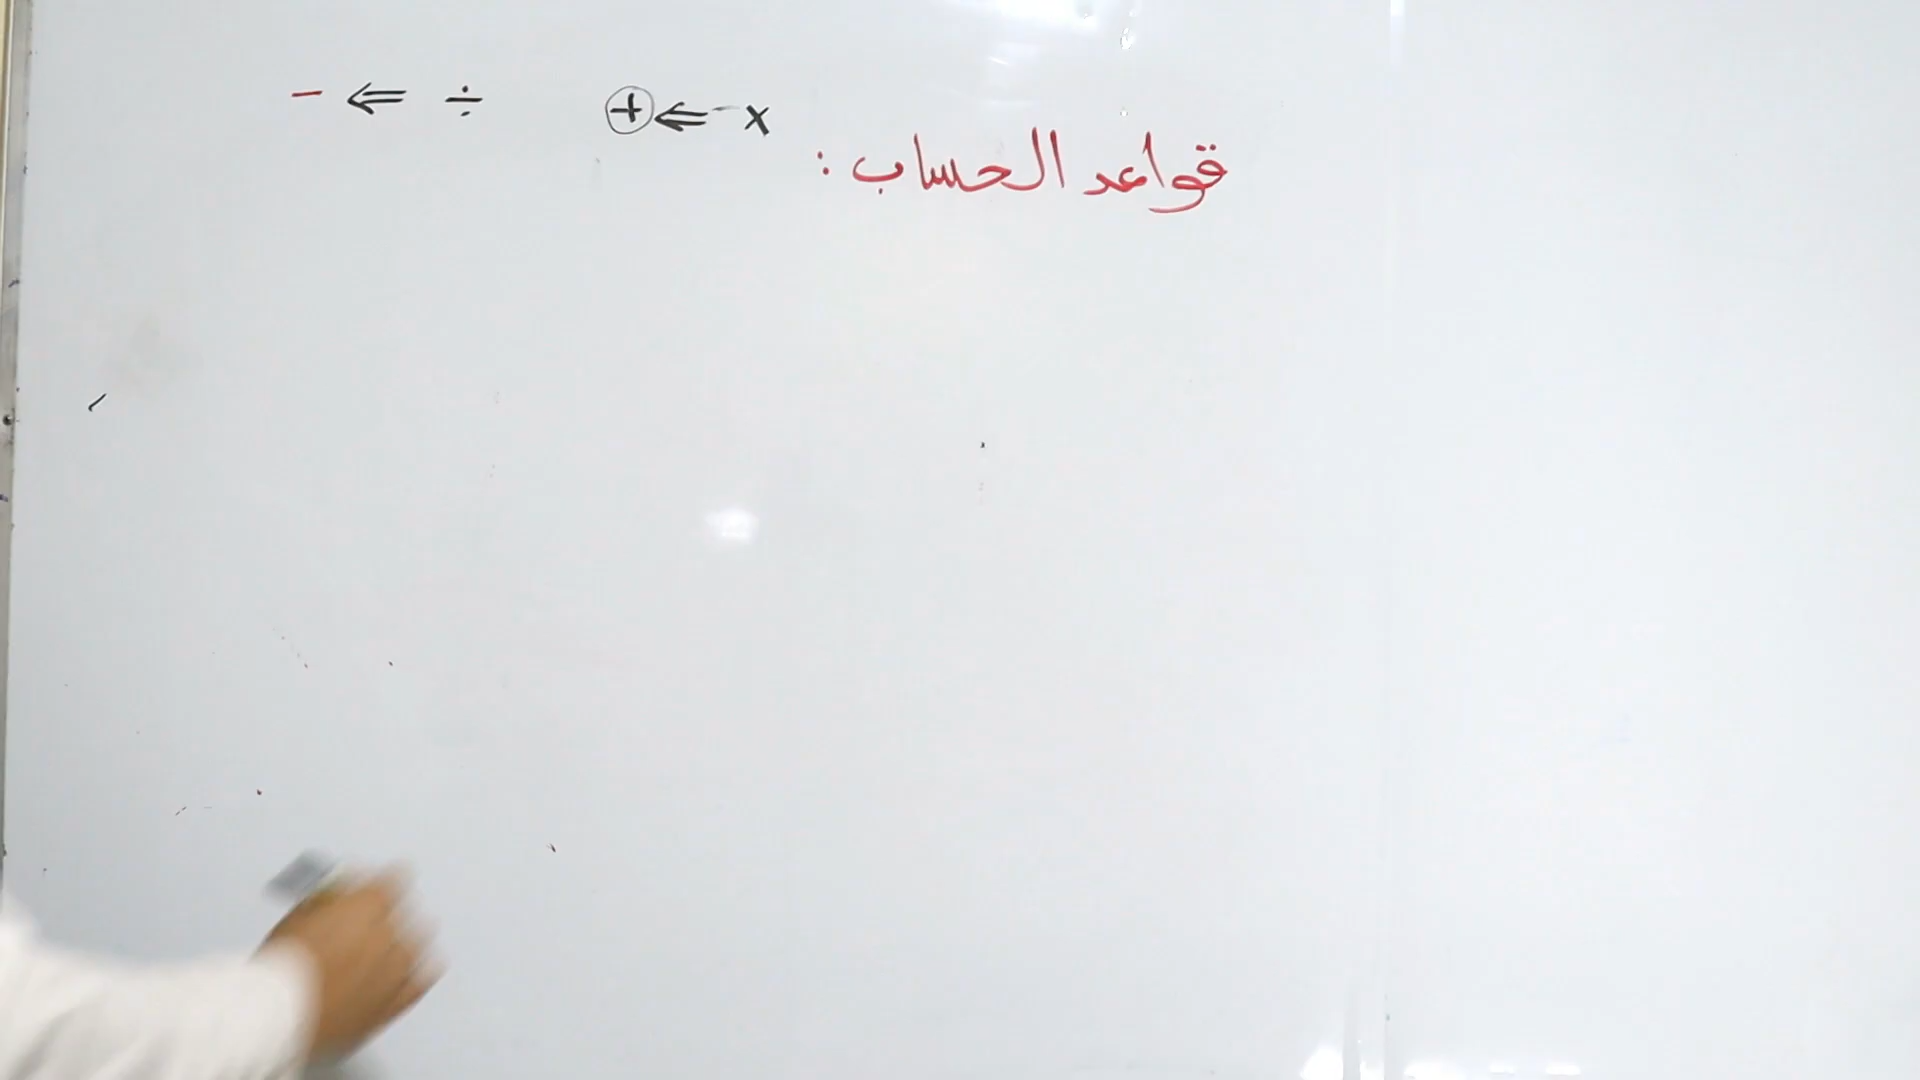 × ⇐ + ÷ ⇐ −
قواعد الحساب :